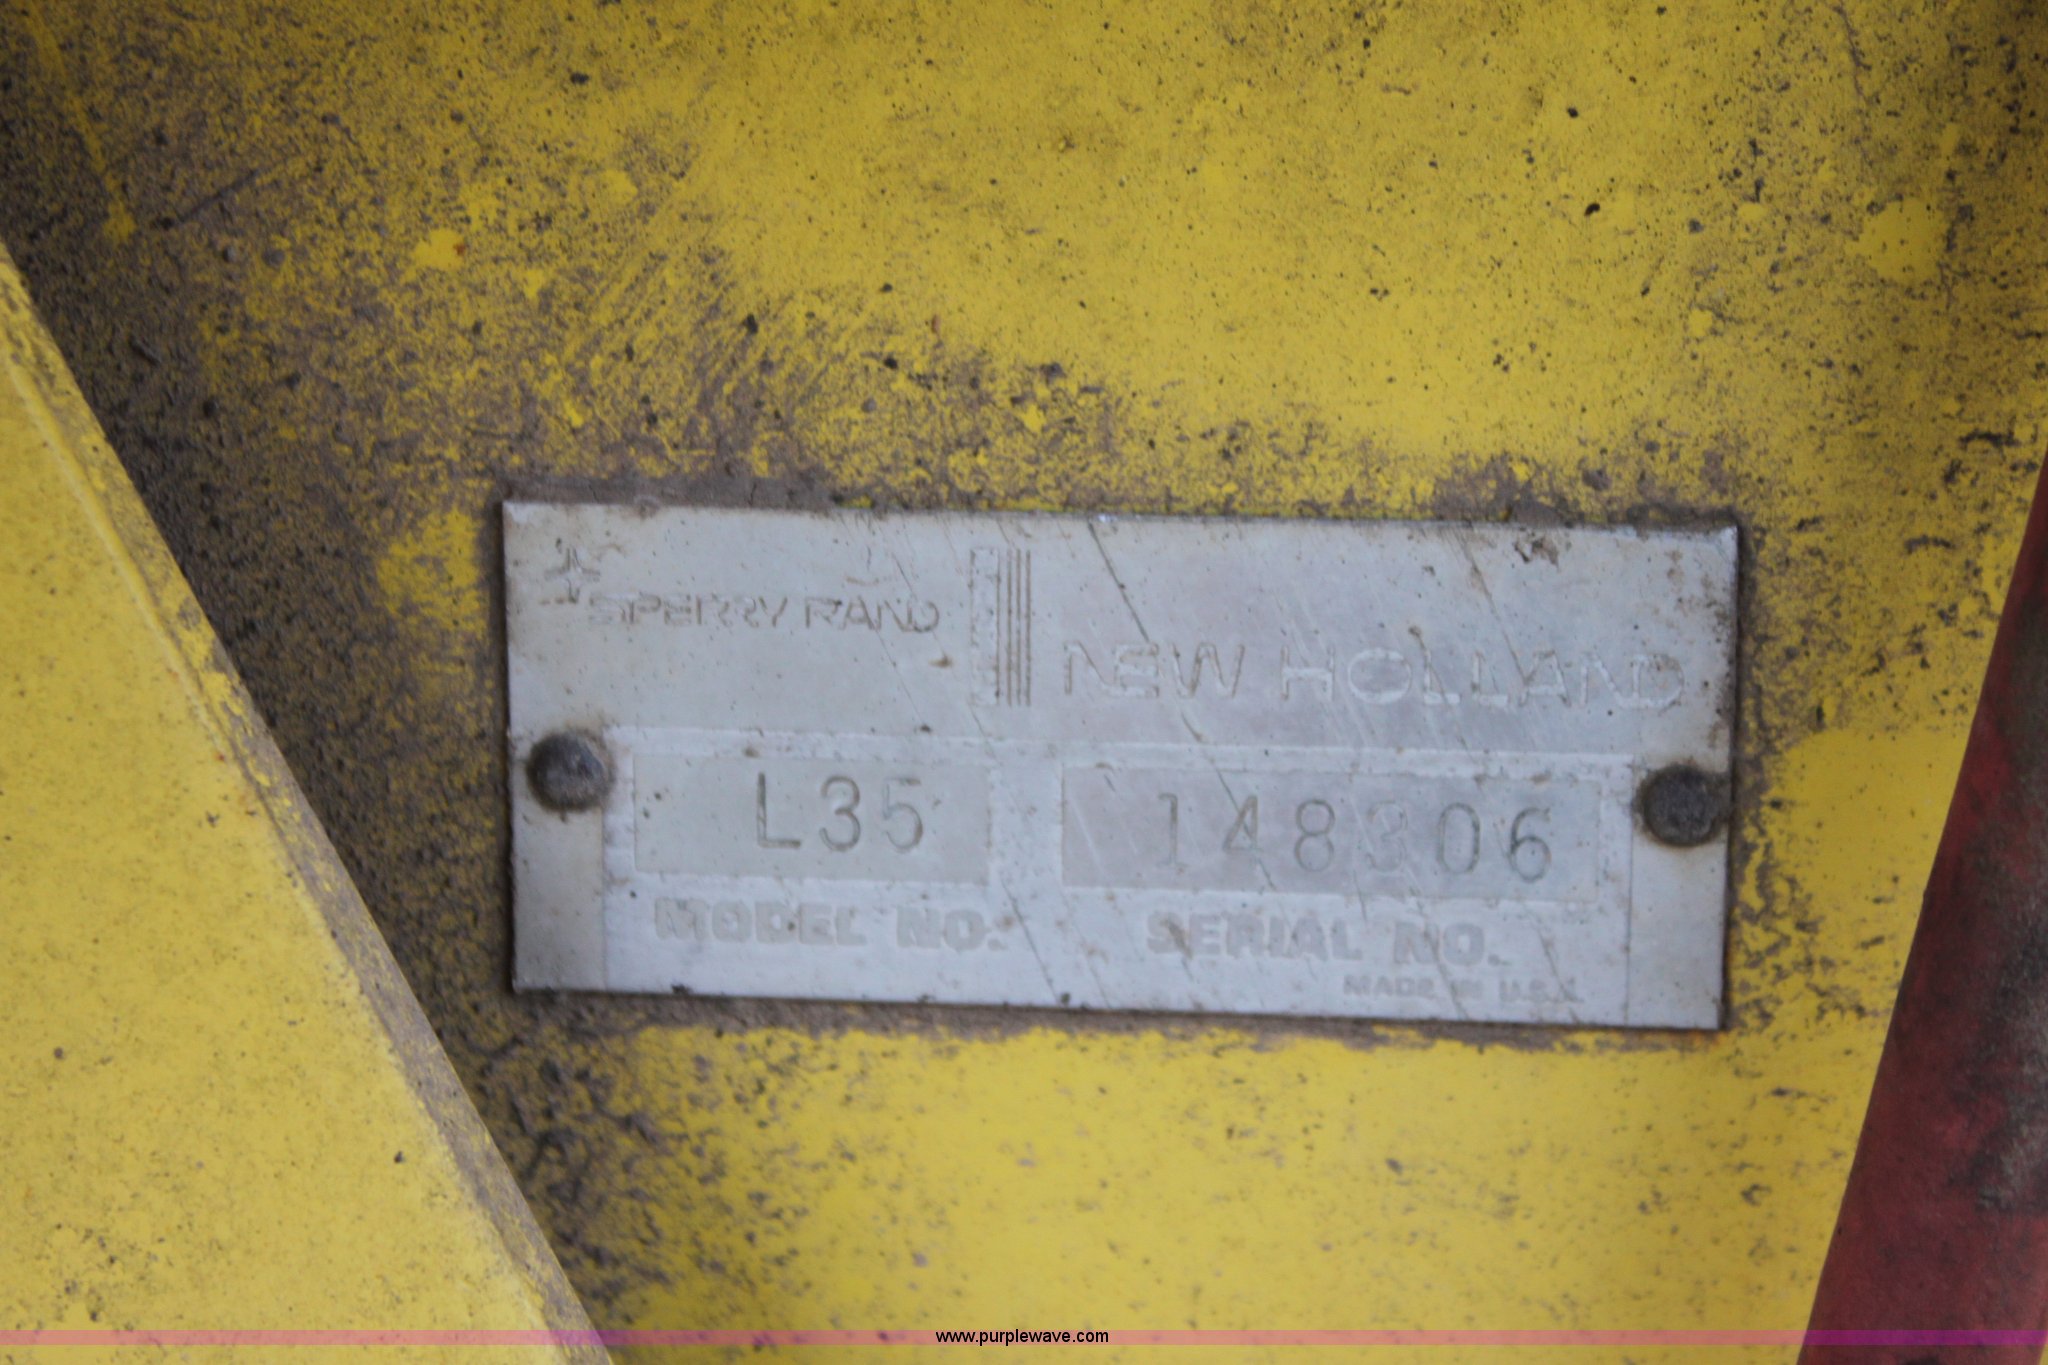 SPERRY RAND
NEW HOLLAND
L35 148306
MODEL NO. SERIAL NO.
MADE IN U.S.A.
www.purplewave.com